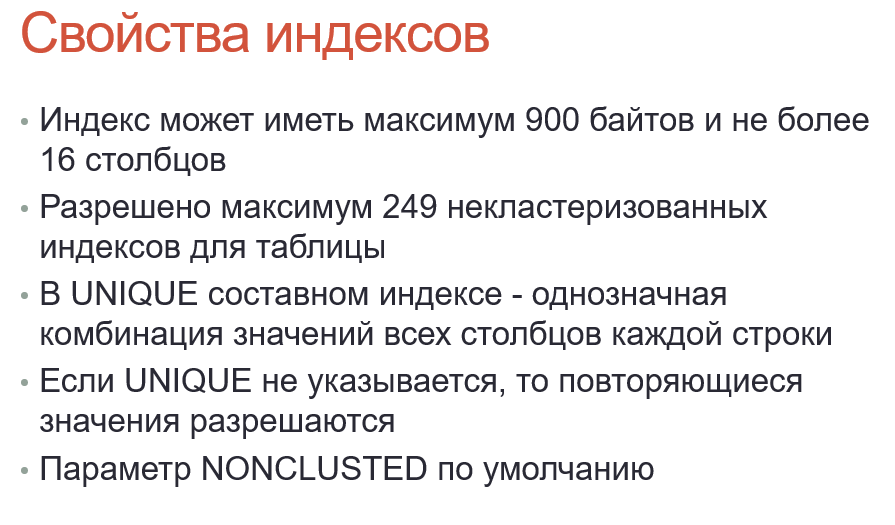 Свойства индексов
• Индекс может иметь максимум 900 байтов и не более
16 столбцов
• Разрешено максимум 249 некластеризованных
индексов для таблицы
• В UNIQUE составном индексе - однозначная
комбинация значений всех столбцов каждой строки
• Если UNIQUE не указывается, то повторяющиеся
значения разрешаются
• Параметр NONCLUSTED по умолчанию